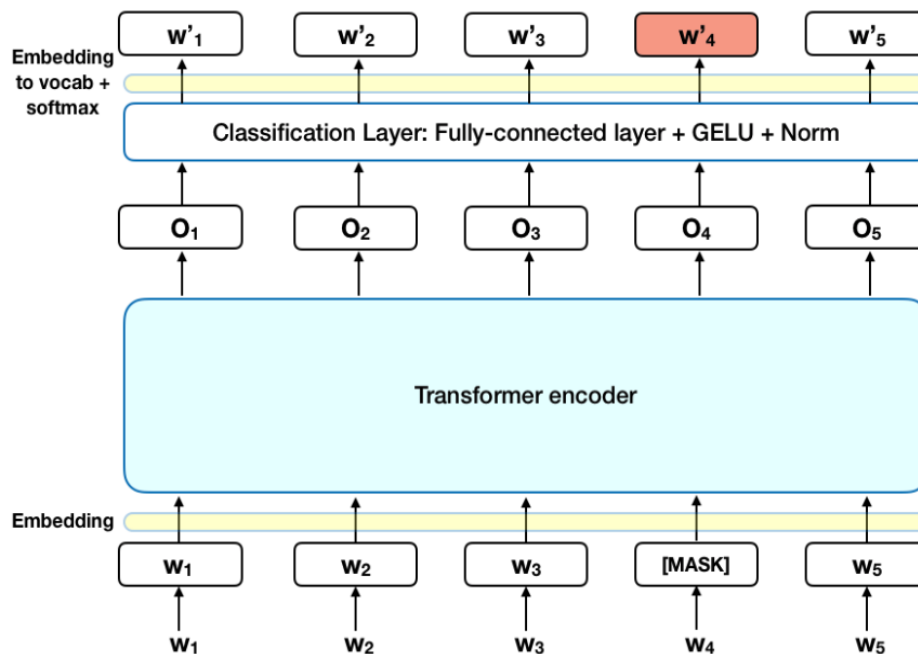 w'₁ w'₂ w'₃ w'₄ w'₅
Embedding
to vocab +
softmax
Classification Layer: Fully-connected layer + GELU + Norm
O₁ O₂ O₃ O₄ O₅
Transformer encoder
Embedding
W₁ W₂ W₃ [MASK] W₅
W₁ W₂ W₃ W₄ W₅